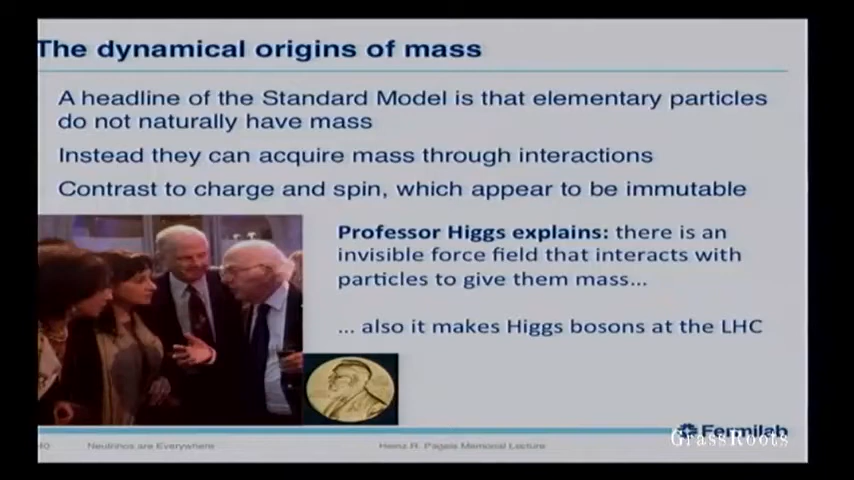 The dynamical origins of mass
A headline of the Standard Model is that elementary particles
do not naturally have mass
Instead they can acquire mass through interactions
Contrast to charge and spin, which appear to be immutable
Professor Higgs explains: there is an
invisible force field that interacts with
particles to give them mass...
... also it makes Higgs bosons at the LHC
Fermilab
GrassRoots
40 Neutrinos are Everywhere Heinz R. Pagels Memorial Lecture